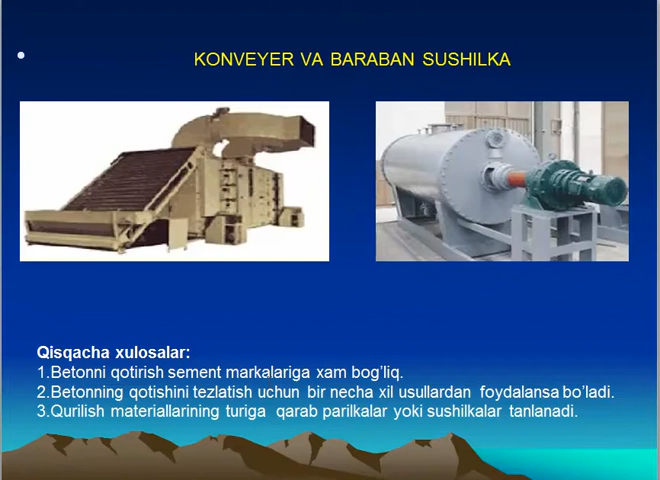 KONVEYER VA BARABAN SUSHILKA
Qisqacha xulosalar:
1.Betonni qotirish sement markalariga xam bog’liq.
2.Betonning qotishini tezlatish uchun bir necha xil usullardan foydalansa bo’ladi.
3.Qurilish materiallarining turiga qarab parilkalar yoki sushilkalar tanlanadi.